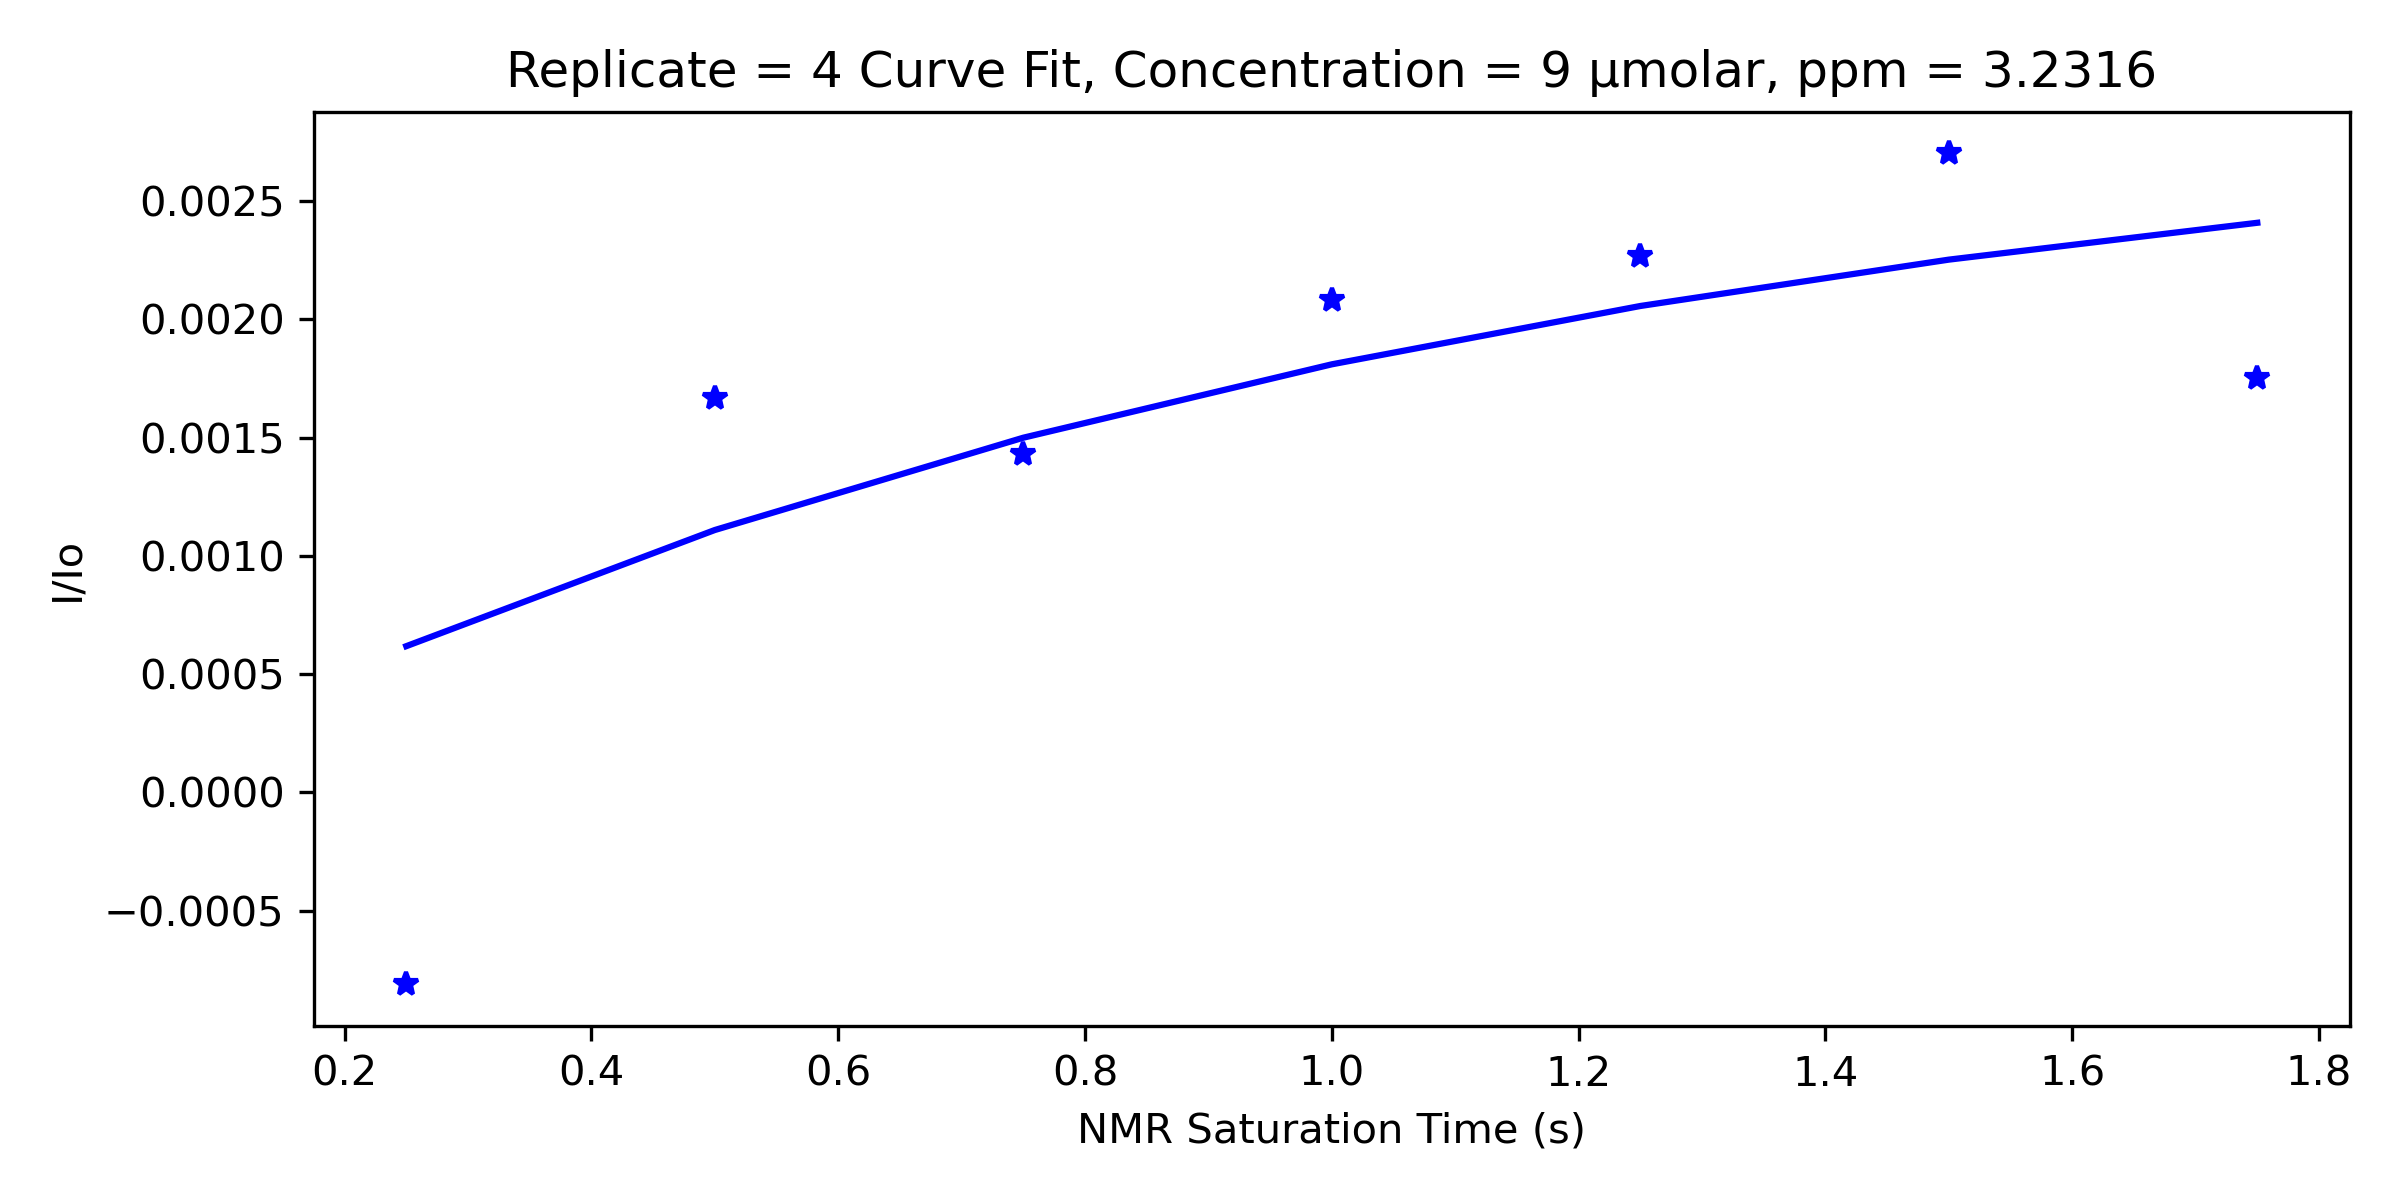 Replicate = 4 Curve Fit, Concentration = 9 µmolar, ppm = 3.2316
I/Io
0.0025
0.0020
0.0015
0.0010
0.0005
0.0000
−0.0005
0.2 0.4 0.6 0.8 1.0 1.2 1.4 1.6 1.8
NMR Saturation Time (s)